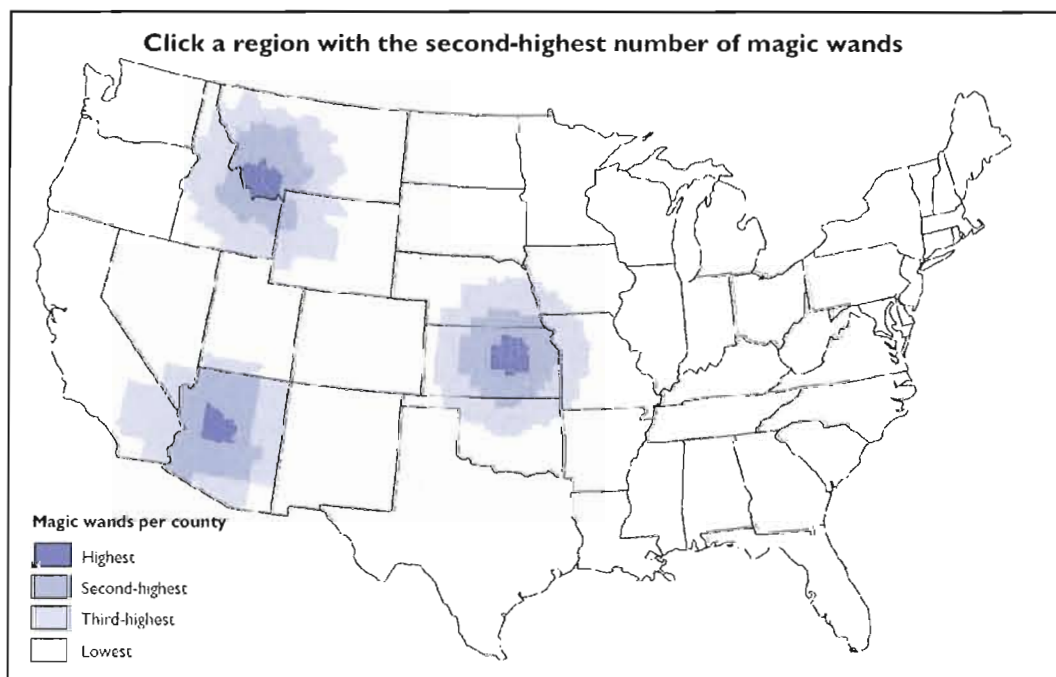 Click a region with the second-highest number of magic wands
Magic wands per county
Highest
Second-highest
Third-highest
Lowest